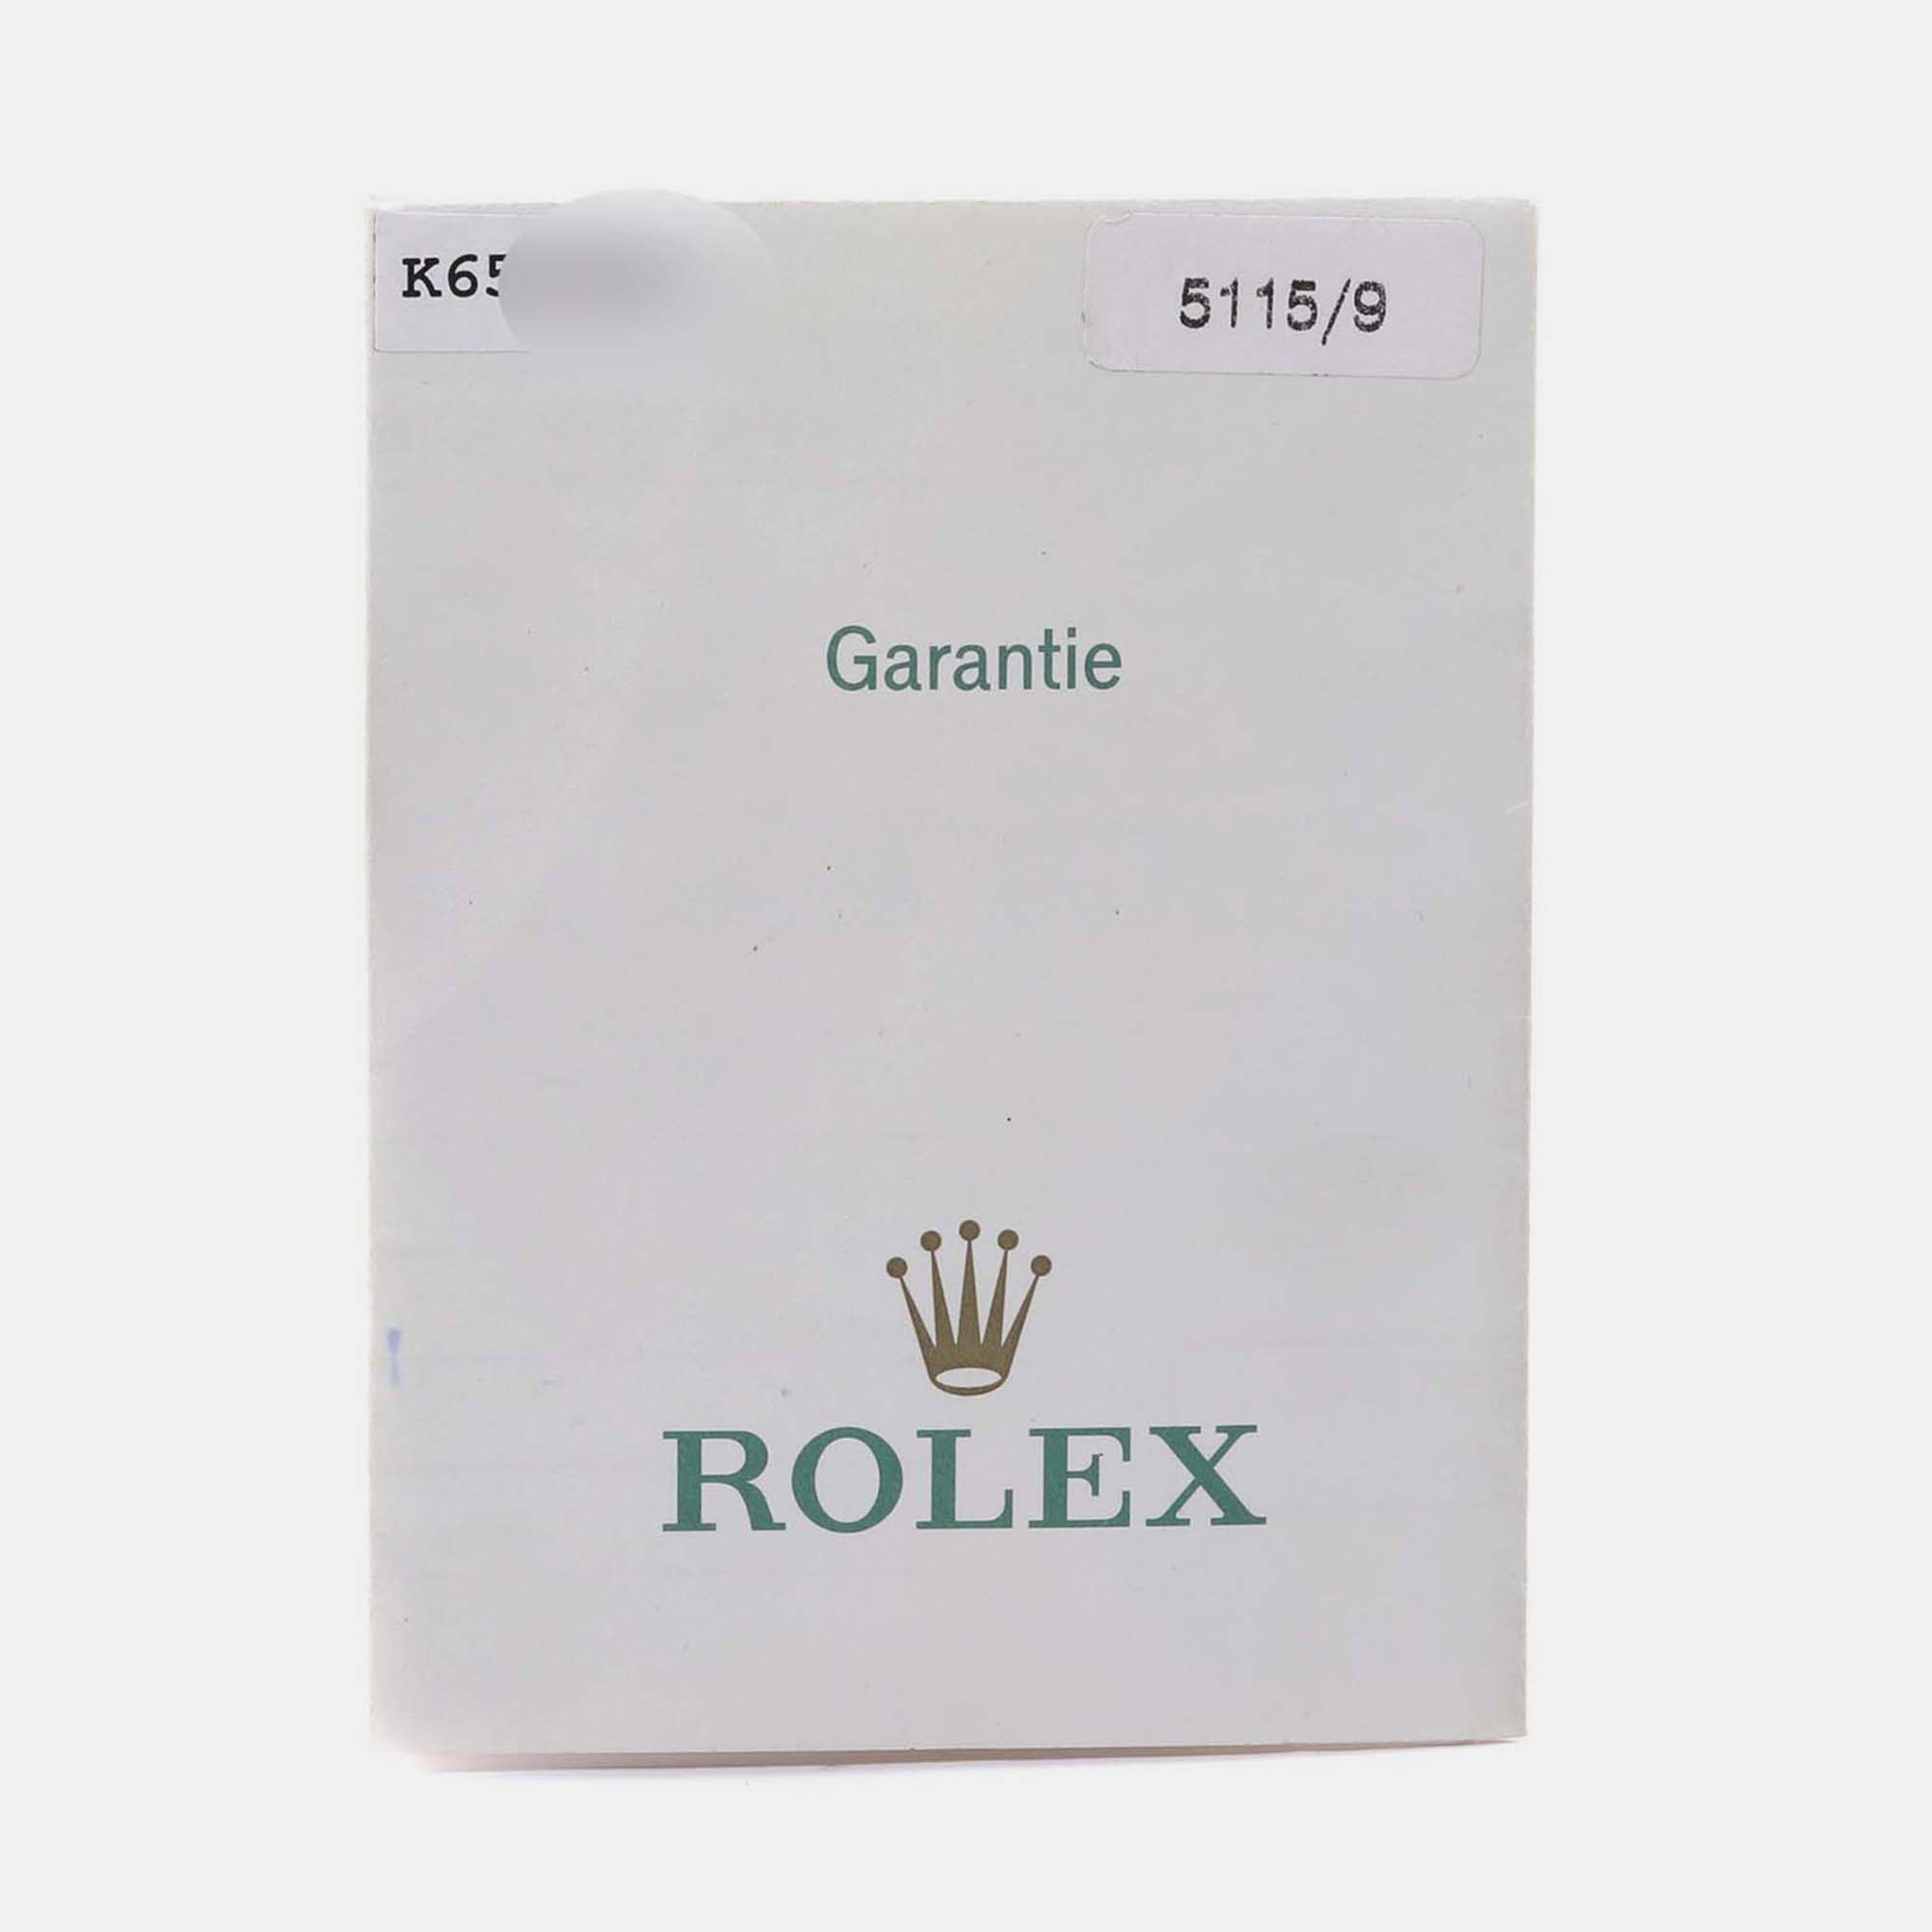 K65
5115/9
Garantie
ROLEX